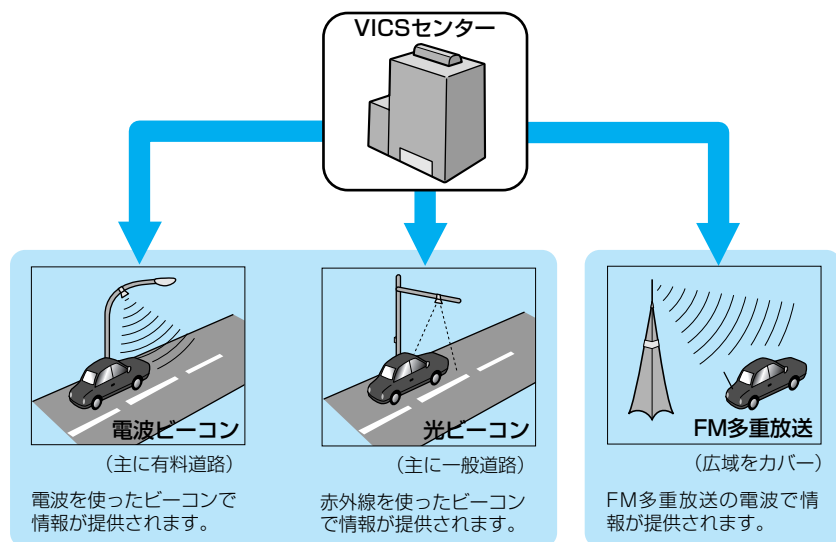 VICSセンター
電波ビーコン
(主に有料道路)
電波を使ったビーコンで
情報が提供されます。
光ビーコン
(主に一般道路)
赤外線を使ったビーコン
で情報が提供されます。
FM多重放送
(広域をカバー)
FM多重放送の電波で情
報が提供されます。